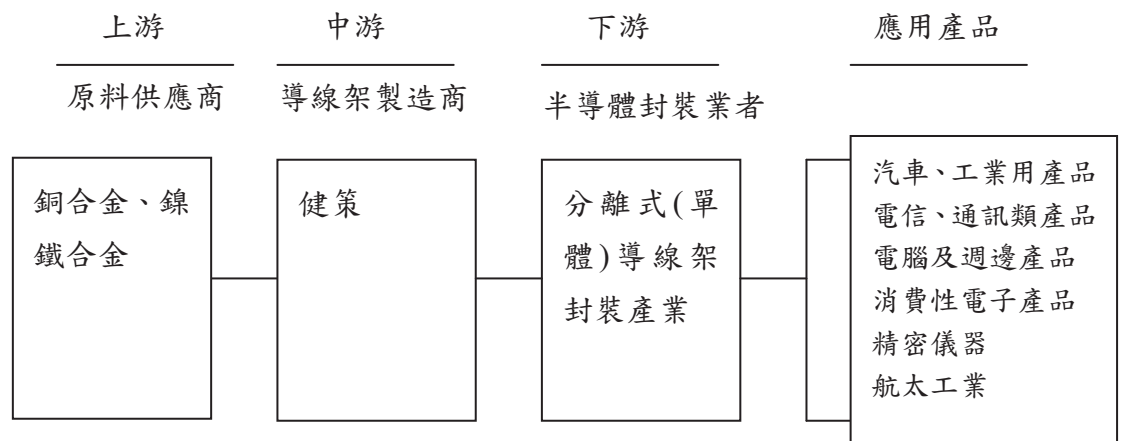 上游
中游
下游
應用產品
原料供應商
導線架製造商
半導體封裝業者
銅合金、鎳
鐵合金
健策
分離式(單
體)導線架
封裝產業
汽車、工業用產品
電信、通訊類產品
電腦及週邊產品
消費性電子產品
精密儀器
航太工業